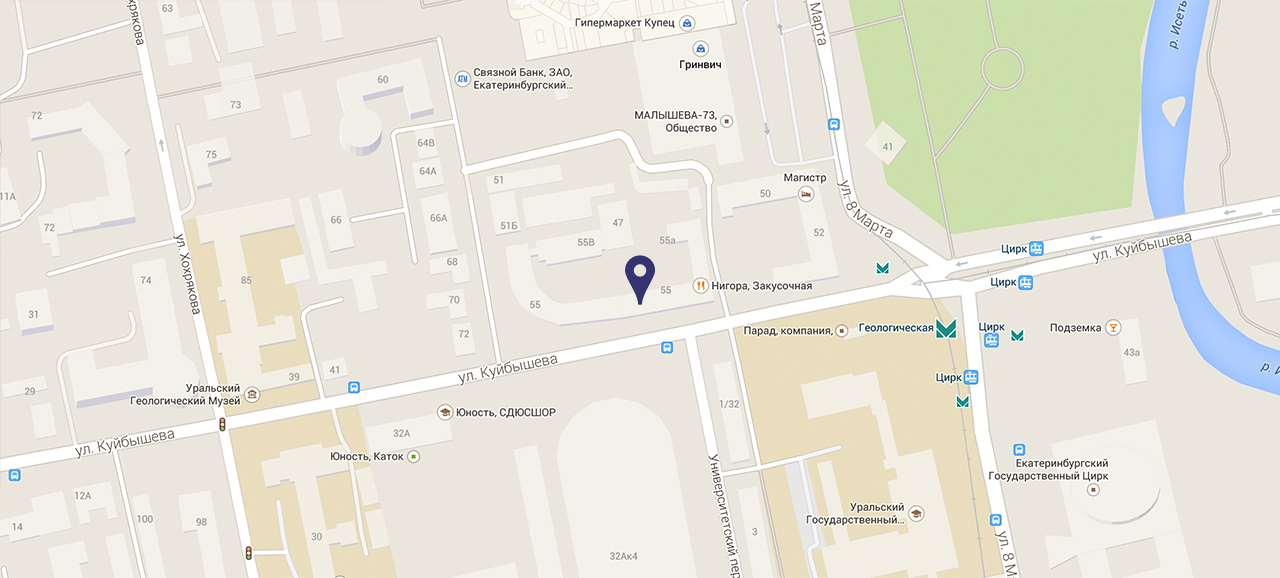 63
ул. Хохрякова
Гипермаркет Купец
Гринвич
Марта
р. Исеть
60
АТМ
Связной Банк, ЗАО,
Екатеринбургский...
73
72
МАЛЫШЕВА-73,
Общество
64В
75
41
64А
51
Магистр
50
11А
ул. 8 Марта
66
66А
51Б
47
72
52
55В
55а
ул. Хохрякова
Цирк
ул. Куйбышева
68
74
85
Цирк
55
Нигора, Закусочная
55
70
31
Парад, компания,
Геологическая
Цирк
Подземка
72
43а
ул. Куйбышева
41
39
Цирк
Уральский
Геологический Музей
29
1/32
Юность, СДЮСШОР
32А
ул. Куйбышева
Юность, Каток
Университетский пер
Екатеринбургский
Государственный Цирк
12А
100
98
14
Уральский
Государственный...
30
3
ул. 8 М
32Ак4